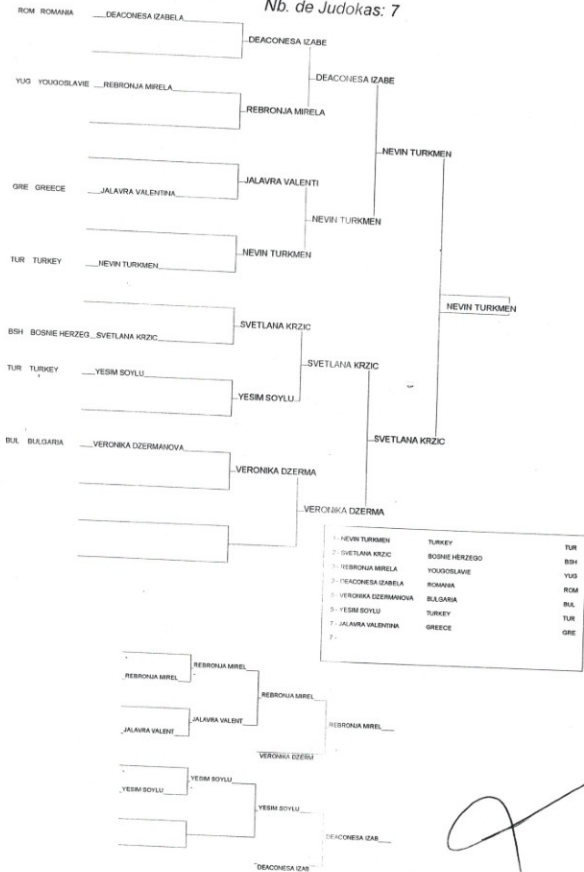 Nb. de Judokas: 7
ROM ROMANIA DEACONESA IZABELA
DEACONESA IZABE
DEACONESA IZABE
YUG YOUGOSLAVIE REBRONJA MIRELA
REBRONJA MIRELA
NEVIN TURKMEN
JALAVRA VALENTI
GRE GREECE JALAVRA VALENTINA
NEVIN TURKMEN
NEVIN TURKMEN
TUR TURKEY NEVIN TURKMEN
NEVIN TURKMEN
SVETLANA KRZIC
BSH BOSNIE HERZEG SVETLANA KRZIC
SVETLANA KRZIC
TUR TURKEY YESIM SOYLU
YESIM SOYLU
SVETLANA KRZIC
BUL BULGARIA VERONIKA DZERMANOVA
VERONIKA DZERMA
VERONIKA DZERMA
1 - NEVIN TURKMEN TURKEY TUR
2 - SVETLANA KRZIC BOSNIE HERZEGO BSH
3 - REBRONJA MIRELA YOUGOSLAVIE YUG
3 - DEACONESA IZABELA ROMANIA ROM
5 - VERONIKA DZERMANOVA BULGARIA BUL
5 - YESIM SOYLU TURKEY TUR
7 - JALAVRA VALENTINA GREECE GRE
7 -
REBRONJA MIREL
REBRONJA MIREL
REBRONJA MIREL
JALAVRA VALENT
JALAVRA VALENT
REBRONJA MIREL
VERONIKA DZERM
YESIM SOYLU
YESIM SOYLU
YESIM SOYLU
DEACONESA IZAB
DEACONESA IZAB